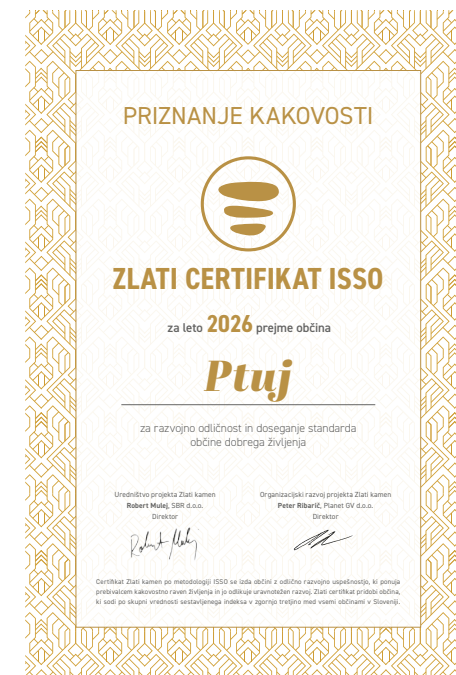 PRIZNANJE KAKOVOSTI
ZLATI CERTIFIKAT ISSO
za leto 2026 prejme občina
Ptuj
za razvojno odličnost in doseganje standarda
občine dobrega življenja
Uredništvo projekta Zlati kamen
Robert Mulej, SBR d.o.o.
Direktor
Robert Mulej
Organizacijski razvoj projekta Zlati kamen
Peter Ribarič, Planet GV d.o.o.
Direktor
Certifikat Zlati kamen po metodologiji ISSO se izda občini z odlično razvojno uspešnostjo, ki ponuja
prebivalcem kakovostno raven življenja in jo odlikuje uravnotežen razvoj. Zlati certifikat pridobi občina,
ki sodi po skupni vrednosti sestavljenega indeksa v zgornjo tretjino med vsemi občinami v Sloveniji.